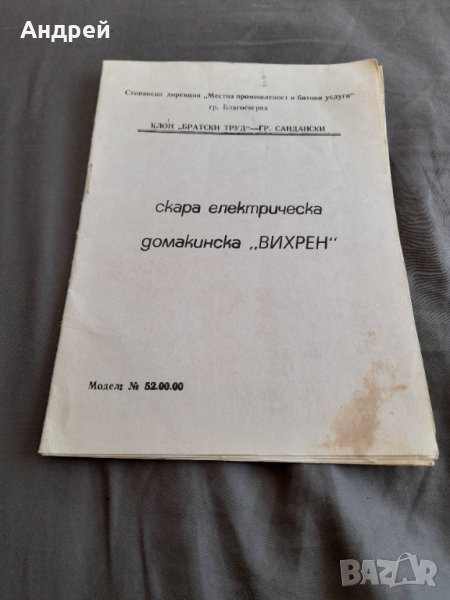 Андрей
Стопанска дирекция „Местна промишленост и битови услуги"
гр. Благоевград
КЛОН „БРАТСКИ ТРУД"—ГР. САНДАНСКИ
скара електрическа
домакинска „ВИХРЕН"
Модел: № 52.00.00
BAZAR